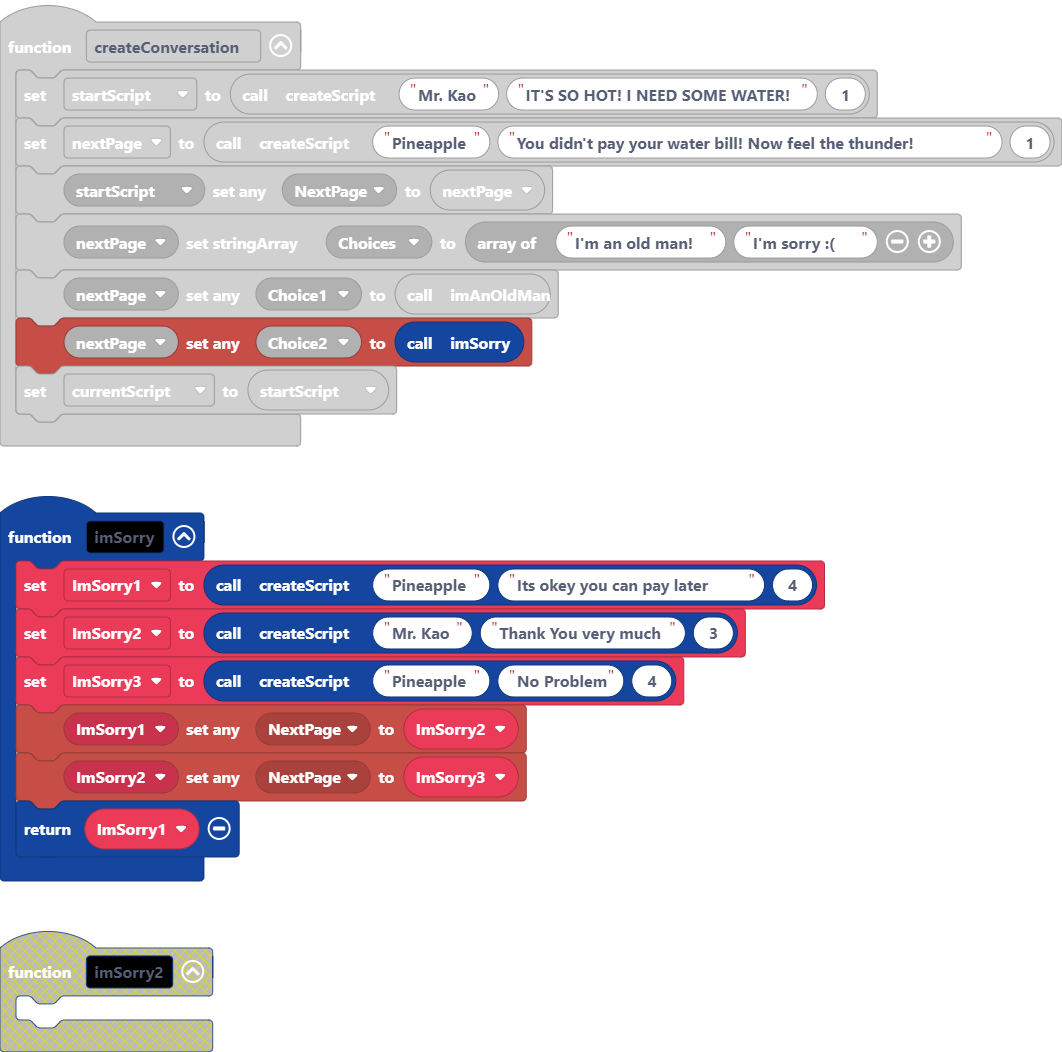 function createConversation
set startScript to call createScript "Mr. Kao" "IT'S SO HOT! I NEED SOME WATER!" 1
set nextPage to call createScript "Pineapple" "You didn't pay your water bill! Now feel the thunder!" 1
startScript set any NextPage to nextPage
nextPage set stringArray Choices to array of "I'm an old man!" "I'm sorry :("
nextPage set any Choice1 to call imAnOldMan
nextPage set any Choice2 to call imSorry
set currentScript to startScript
function imSorry
set ImSorry1 to call createScript "Pineapple" "Its okey you can pay later" 4
set ImSorry2 to call createScript "Mr. Kao" "Thank You very much" 3
set ImSorry3 to call createScript "Pineapple" "No Problem" 4
ImSorry1 set any NextPage to ImSorry2
ImSorry2 set any NextPage to ImSorry3
return ImSorry1
function imSorry2